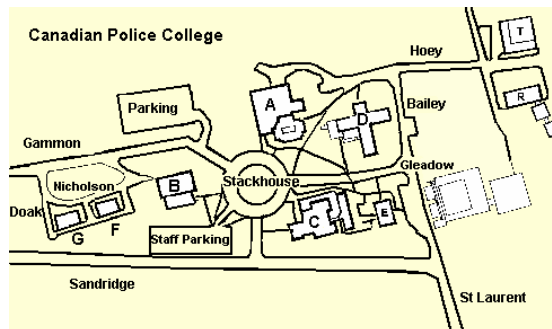 Canadian Police College
T
Hoey
R
Parking
A
Bailey
D
Gammon
Gleadow
Nicholson
B
Stackhouse
Doak
C
E
G
F
Staff Parking
Sandridge
St Laurent